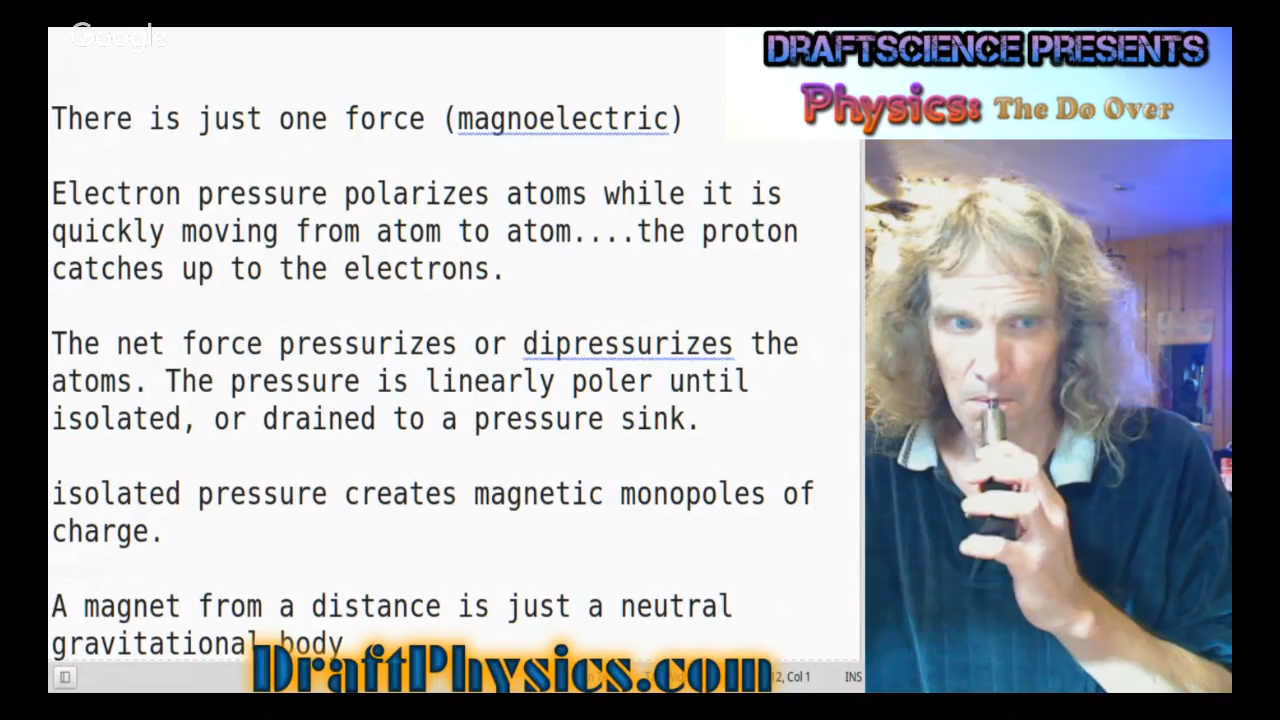 Google
DRAFTSCIENCE PRESENTS
Physics: The Do Over
There is just one force (magnoelectric)
Electron pressure polarizes atoms while it is
quickly moving from atom to atom....the proton
catches up to the electrons.
The net force pressurizes or dipressurizes the
atoms. The pressure is linearly poler until
isolated, or drained to a pressure sink.
isolated pressure creates magnetic monopoles of
charge.
A magnet from a distance is just a neutral
gravitational body
DraftPhysics.com
12, Col 1
INS